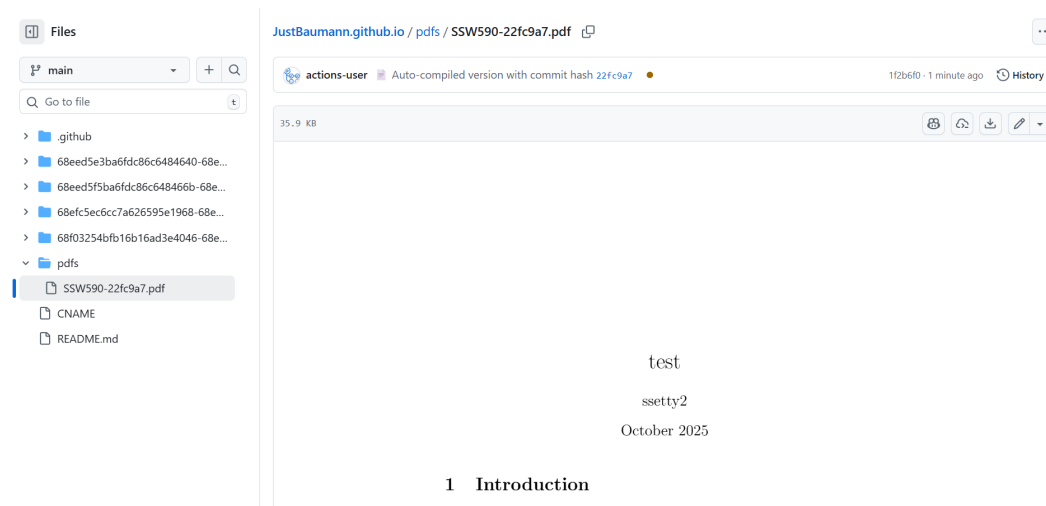 Files
main
Go to file
t
.github
68eed5e3ba6fdc86c6484640-68e...
68eed5f5ba6fdc86c648466b-68e...
68efc5ec6cc7a626595e1968-68e...
68f03254bfb16b16ad3e4046-68e...
pdfs
SSW590-22fc9a7.pdf
CNAME
README.md
JustBaumann.github.io / pdfs / SSW590-22fc9a7.pdf
actions-user Auto-compiled version with commit hash 22fc9a7
1f2b6f0 · 1 minute ago History
35.9 KB
test
ssetty2
October 2025
1 Introduction